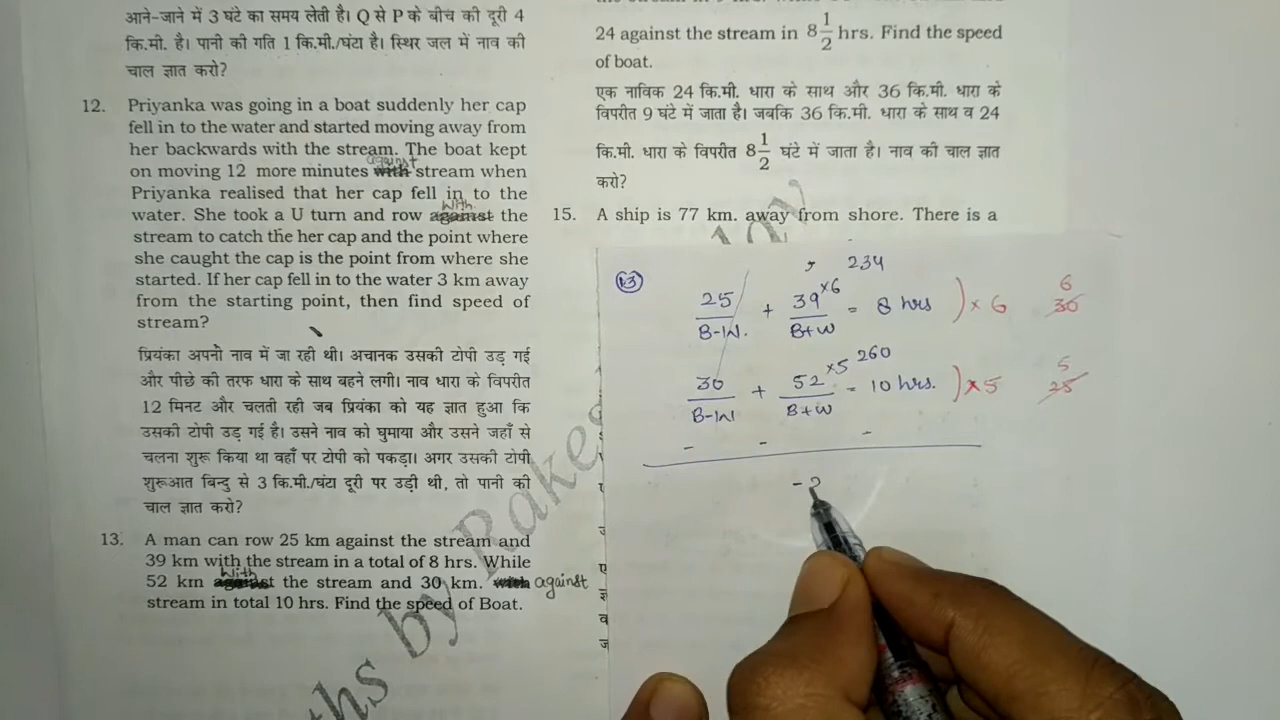 आने-जाने में 3 घंटे का समय लेती है। Q से P के बीच की दूरी 4
कि.मी. है। पानी की गति 1 कि.मी./घंटा है। स्थिर जल में नाव की
चाल ज्ञात करो?
12. Priyanka was going in a boat suddenly her cap
fell in to the water and started moving away from
her backwards with the stream. The boat kept
on moving 12 more minutes with against stream when
Priyanka realised that her cap fell in to the
water. She took a U turn and row against With the
stream to catch the her cap and the point where
she caught the cap is the point from where she
started. If her cap fell in to the water 3 km away
from the starting point, then find speed of
stream?
प्रियंका अपनी नाव में जा रही थी। अचानक उसकी टोपी उड़ गई
और पीछे की तरफ धारा के साथ बहने लगी। नाव धारा के विपरीत
12 मिनट और चलती रही जब प्रियंका को यह ज्ञात हुआ कि
उसकी टोपी उड़ गई है। उसने नाव को घुमाया और उसने जहाँ से
चलना शुरू किया था वहाँ पर टोपी को पकड़ा। अगर उसकी टोपी
शुरूआत बिन्दु से 3 कि.मी./घंटा दूरी पर उड़ी थी, तो पानी की
चाल ज्ञात करो?
13. A man can row 25 km against the stream and
39 km with the stream in a total of 8 hrs. While
52 km against With the stream and 30 km. with against
stream in total 10 hrs. Find the speed of Boat.
24 against the stream in 8 1/2 hrs. Find the speed
of boat.
एक नाविक 24 कि.मी. धारा के साथ और 36 कि.मी. धारा के
विपरीत 9 घंटे में जाता है। जबकि 36 कि.मी. धारा के साथ व 24
कि.मी. धारा के विपरीत 8 1/2 घंटे में जाता है। नाव की चाल ज्ञात
करो?
15. A ship is 77 km. away from shore. There is a
13
234
25/B-W. + 39×6/B+W = 8 hrs ) × 6 6 30
260
30/B-W + 52×5/B+W = 10 hrs. ) × 5 5 25
- - -
-2
ths by Rakes